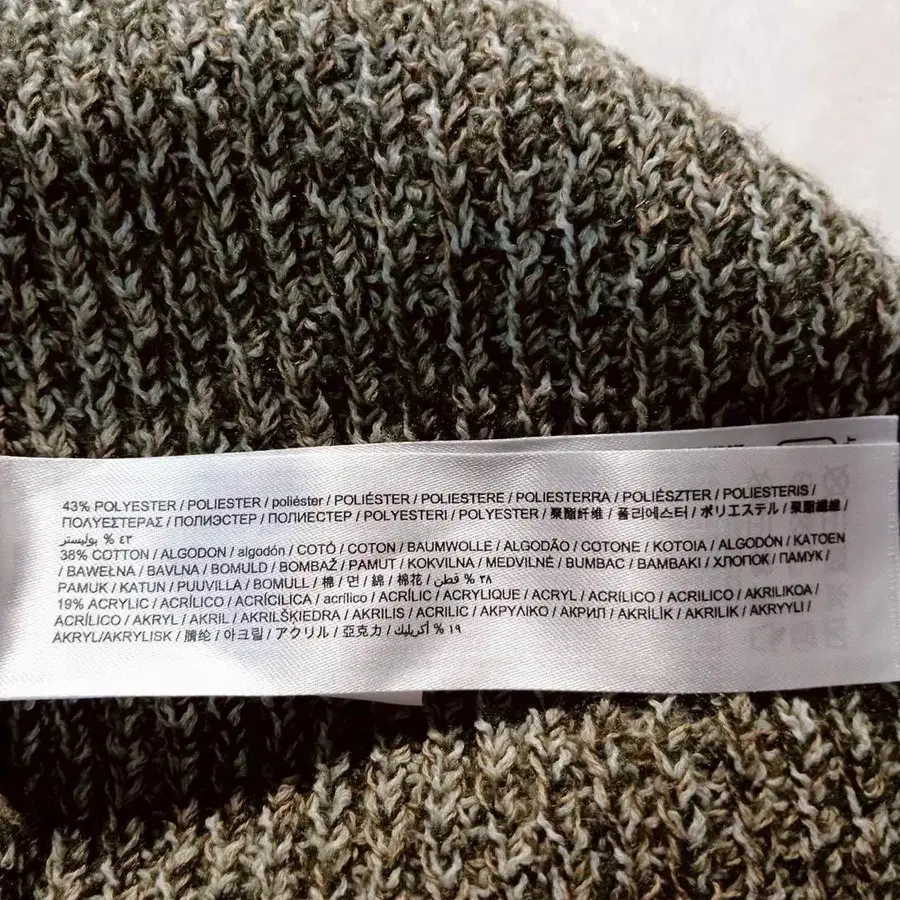 43% POLYESTER / POLIESTER / poliéster / POLIÉSTER / POLIESTERE / POLIESTERRA / POLIÉSZTER / POLIESTERIS /
ΠΟΛΥΕΣΤΕΡΑΣ / ПОЛИЭСТЕР / ПОЛИЕСТЕР / POLYESTERI / POLYESTER / 聚酯纤维 / 폴리에스터 / ポリエステル / 聚酯纖維 /
٤٣ % بوليستر
38% COTTON / ALGODON / algodón / COTÓ / COTON / BAUMWOLLE / ALGODÃO / COTONE / KOTOIA / ALGODÓN / KATOEN
/ BAWEŁNA / BAVLNA / BOMULD / BOMBAŽ / PAMUT / KOKVILNA / MEDVILNĖ / BUMBAC / BAMBAKI / ХЛОПОК / ПАМУК /
PAMUK / KATUN / PUUVILLA / BOMULL / 棉 / 면 / 綿 / 棉花 / ٣٨ % قطن
19% ACRYLIC / ACRÍLICO / ACRÍCILICA / acrílico / ACRÍLIC / ACRYLIQUE / ACRYL / ACRÍLICO / ACRILICO / AKRILIKOA /
ACRÍLICO / ACRYL / AKRYL / AKRIL / AKRILŠĶIEDRA / AKRILIS / ACRILIC / ΑΚΡΥΛΙΚΟ / АКРИЛ / AKRİLİK / AKRILIK / AKRYYLI /
AKRYL/AKRYLISK / 腈纶 / 아크릴 / アクリル / 亞克力 / ١٩ % أكريليك